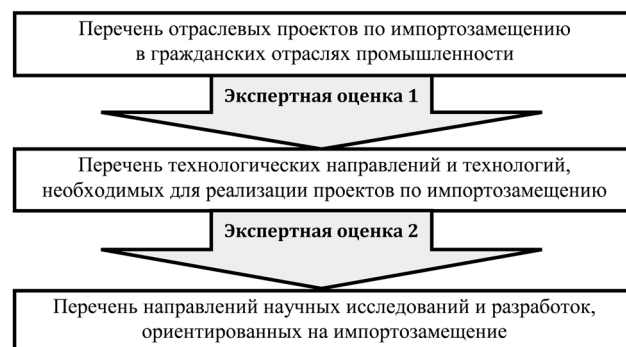 Перечень отраслевых проектов по импортозамещению
в гражданских отраслях промышленности
Экспертная оценка 1
Перечень технологических направлений и технологий,
необходимых для реализации проектов по импортозамещению
Экспертная оценка 2
Перечень направлений научных исследований и разработок,
ориентированных на импортозамещение